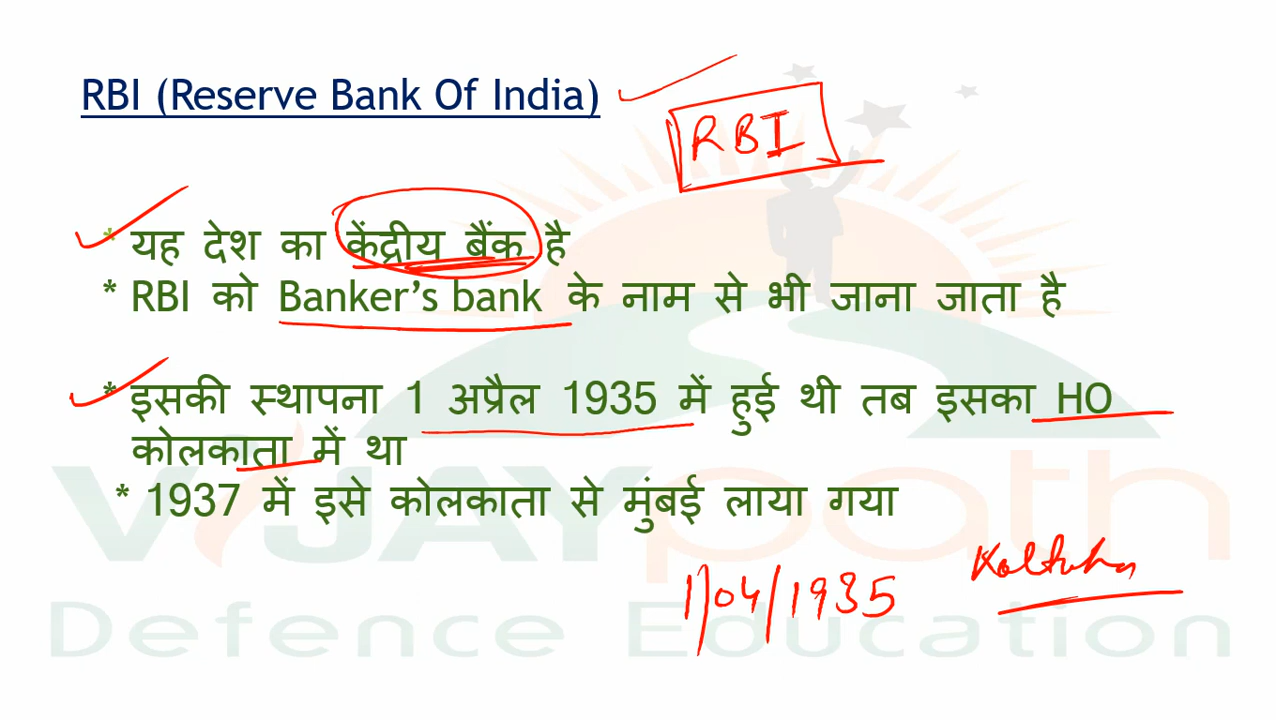 RBI (Reserve Bank Of India)
RBI
* यह देश का केंद्रीय बैंक है
* RBI को Banker's bank के नाम से भी जाना जाता है
* इसकी स्थापना 1 अप्रैल 1935 में हुई थी तब इसका HO
कोलकाता में था
* 1937 में इसे कोलकाता से मुंबई लाया गया
1/04/1935
VIJAYpath
Defence Education